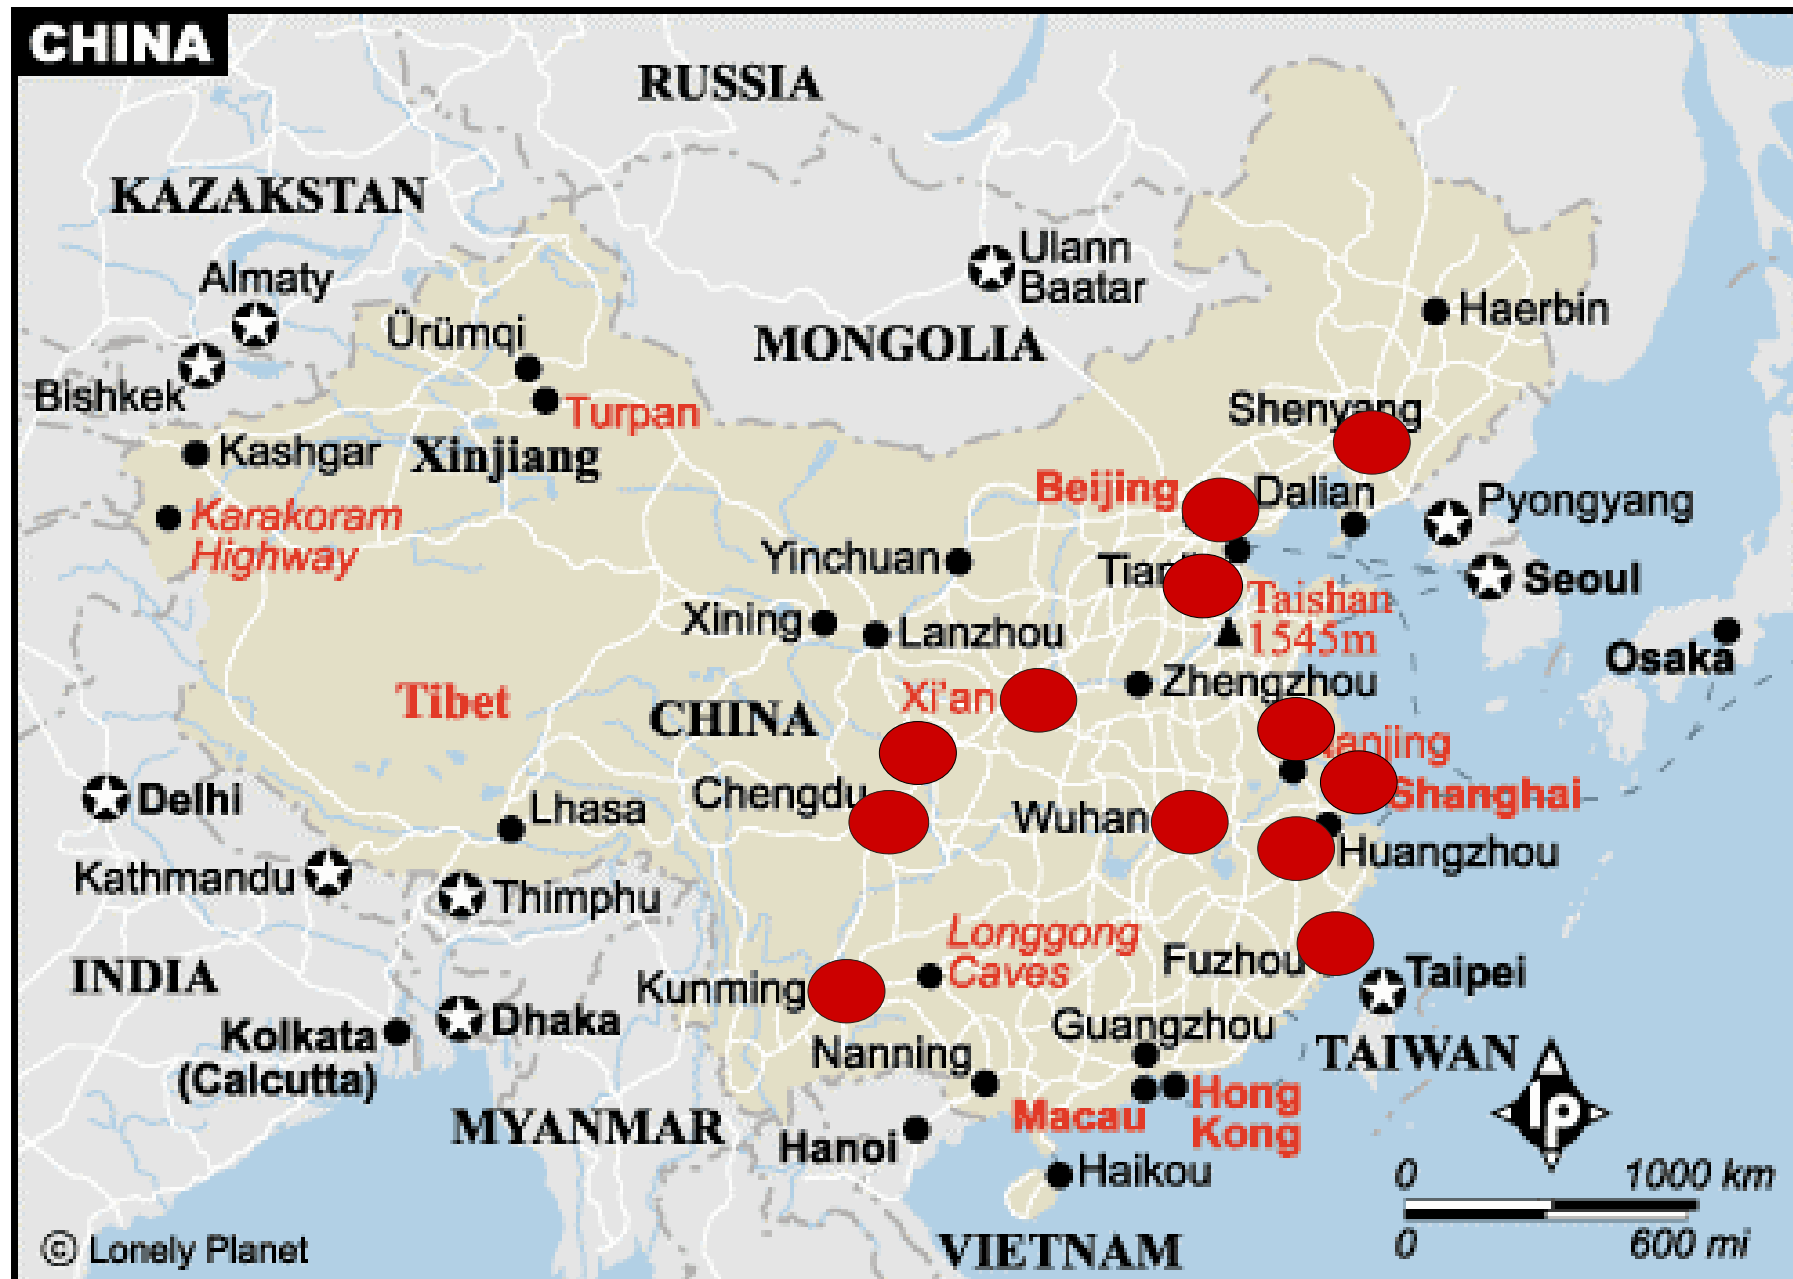 CHINA
RUSSIA
KAZAKSTAN
Almaty
Ulann
Baatar
Ürümqi
MONGOLIA
Haerbin
Bishkek
Turpan
Shenyang
Kashgar
Xinjiang
Beijing
Dalian
Pyongyang
Karakoram
Highway
Yinchuan
Seoul
Taishan
1545m
Xining
Lanzhou
Osaka
Zhengzhou
Xi'an
Tibet
CHINA
Chengdu
Shanghai
Delhi
Lhasa
Wuhan
Huangzhou
Kathmandu
Thimphu
Longgong
Caves
Fuzhou
Taipei
INDIA
Kunming
Dhaka
Kolkata
(Calcutta)
Guangzhou
Nanning
TAIWAN
Hong
Kong
Macau
MYANMAR
Hanoi
Haikou
lp
0 1000 km
0 600 mi
VIETNAM
© Lonely Planet